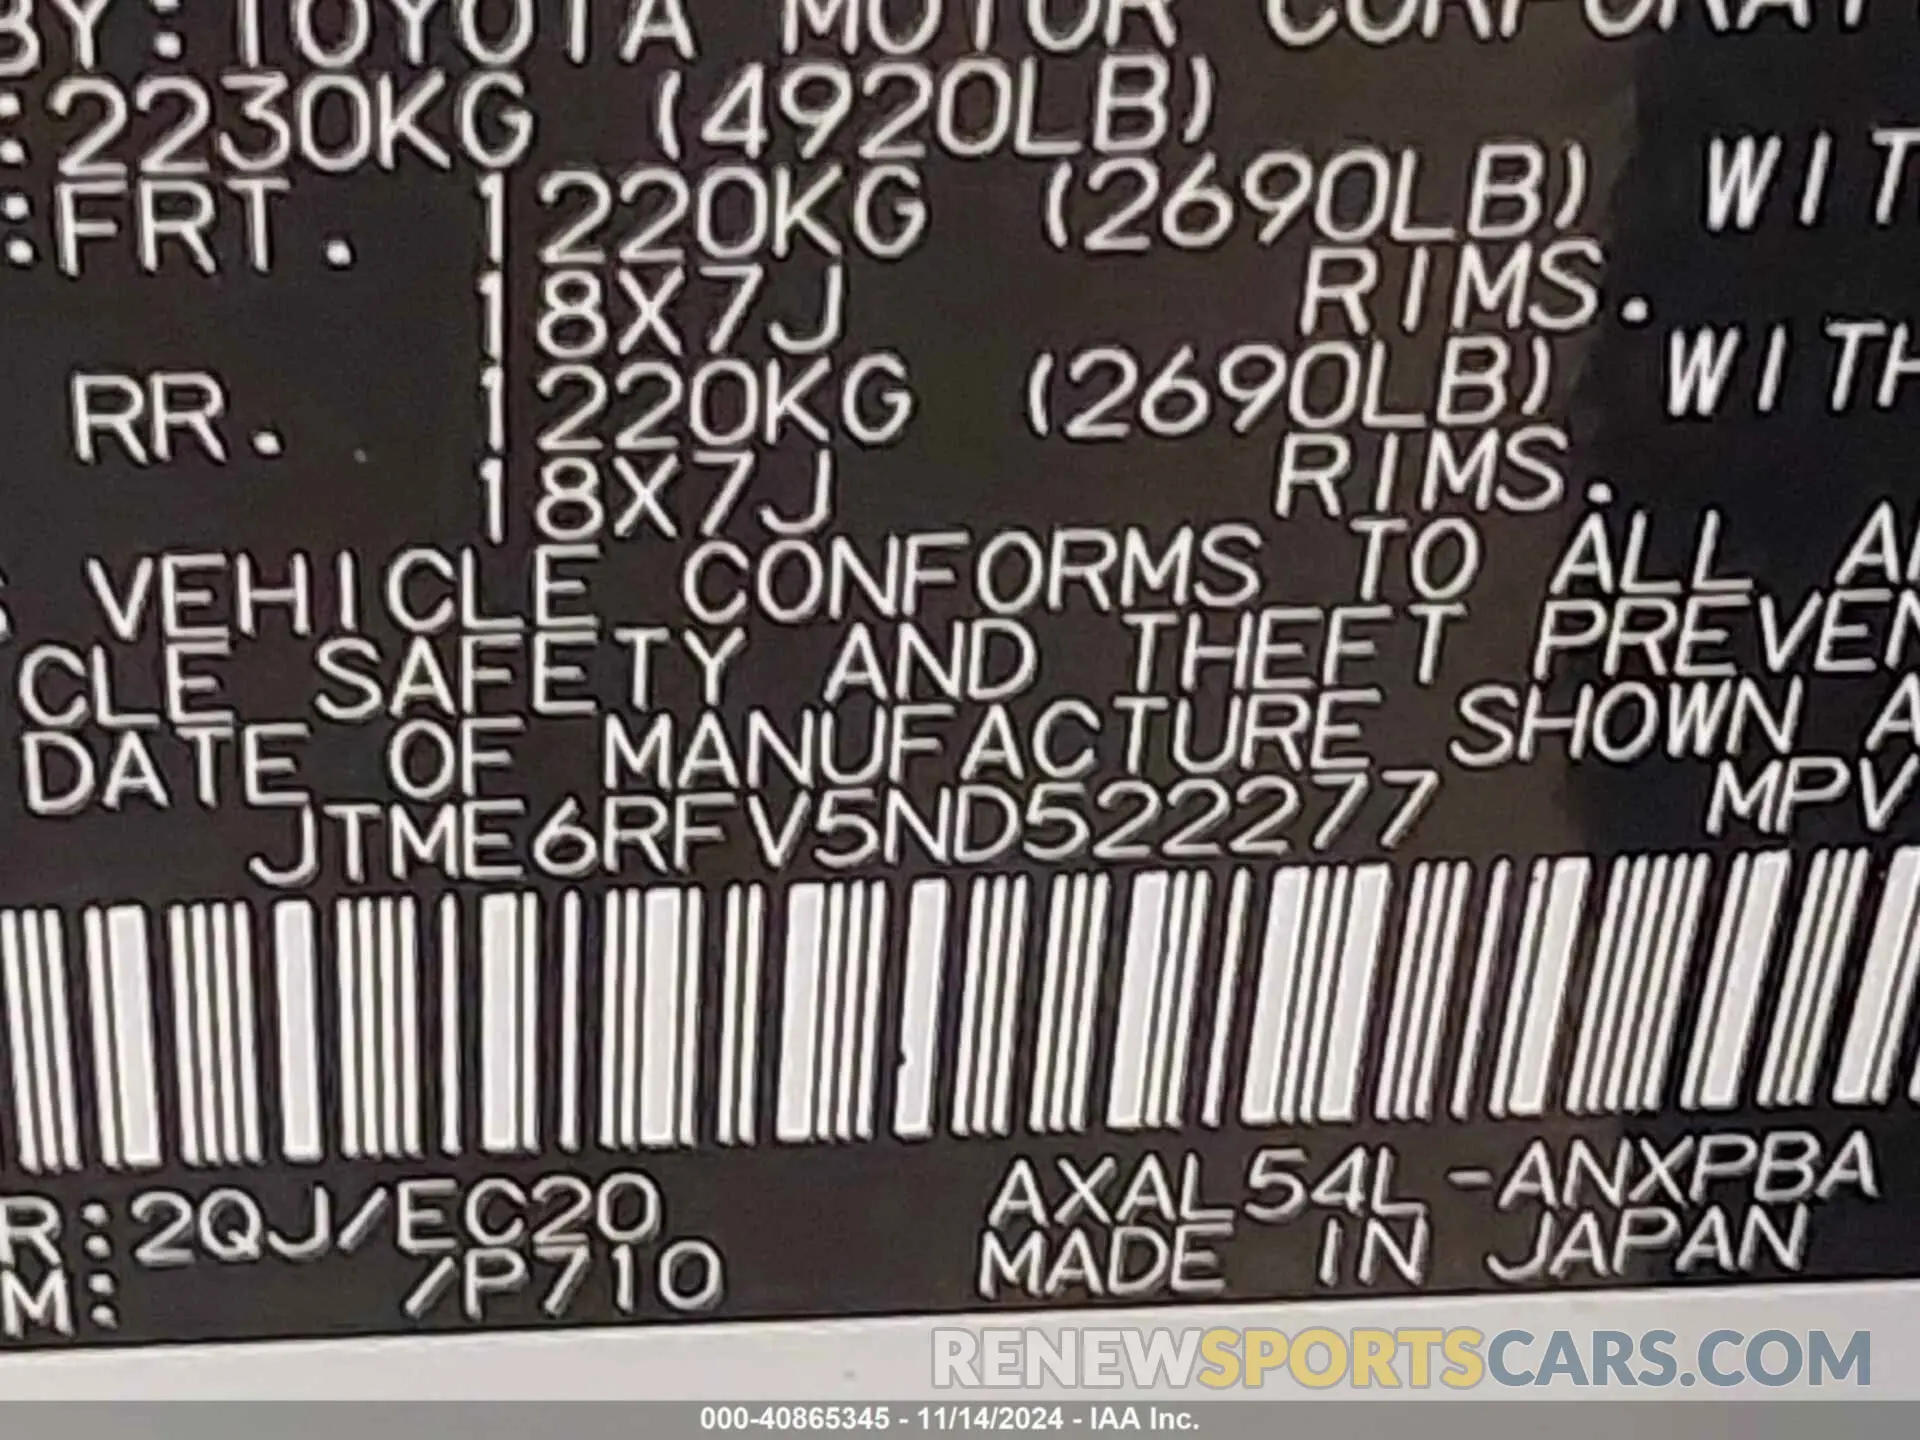 BY:TOYOTA MOTOR CORPORAT
:2230KG (4920LB)
:FRT. 1220KG (2690LB) WIT
18X7J RIMS.
RR. 1220KG (2690LB) WITH
18X7J RIMS.
S VEHICLE CONFORMS TO ALL A
CLE SAFETY AND THEFT PREVEN
DATE OF MANUFACTURE SHOWN A
JTME6RFV5ND522277 MPV
R:2QJ/EC20 AXAL54L-ANXPBA
M: /P710 MADE IN JAPAN
RENEWSPORTSCARS.COM
000-40865345 - 11/14/2024 - IAA Inc.